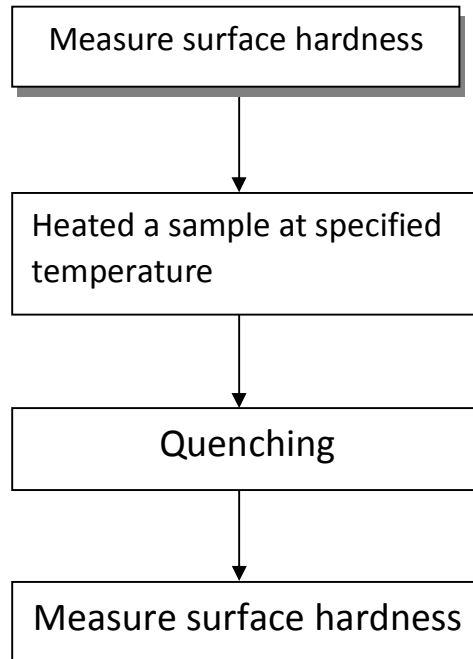 Measure surface hardness
Heated a sample at specified
temperature
Quenching
Measure surface hardness